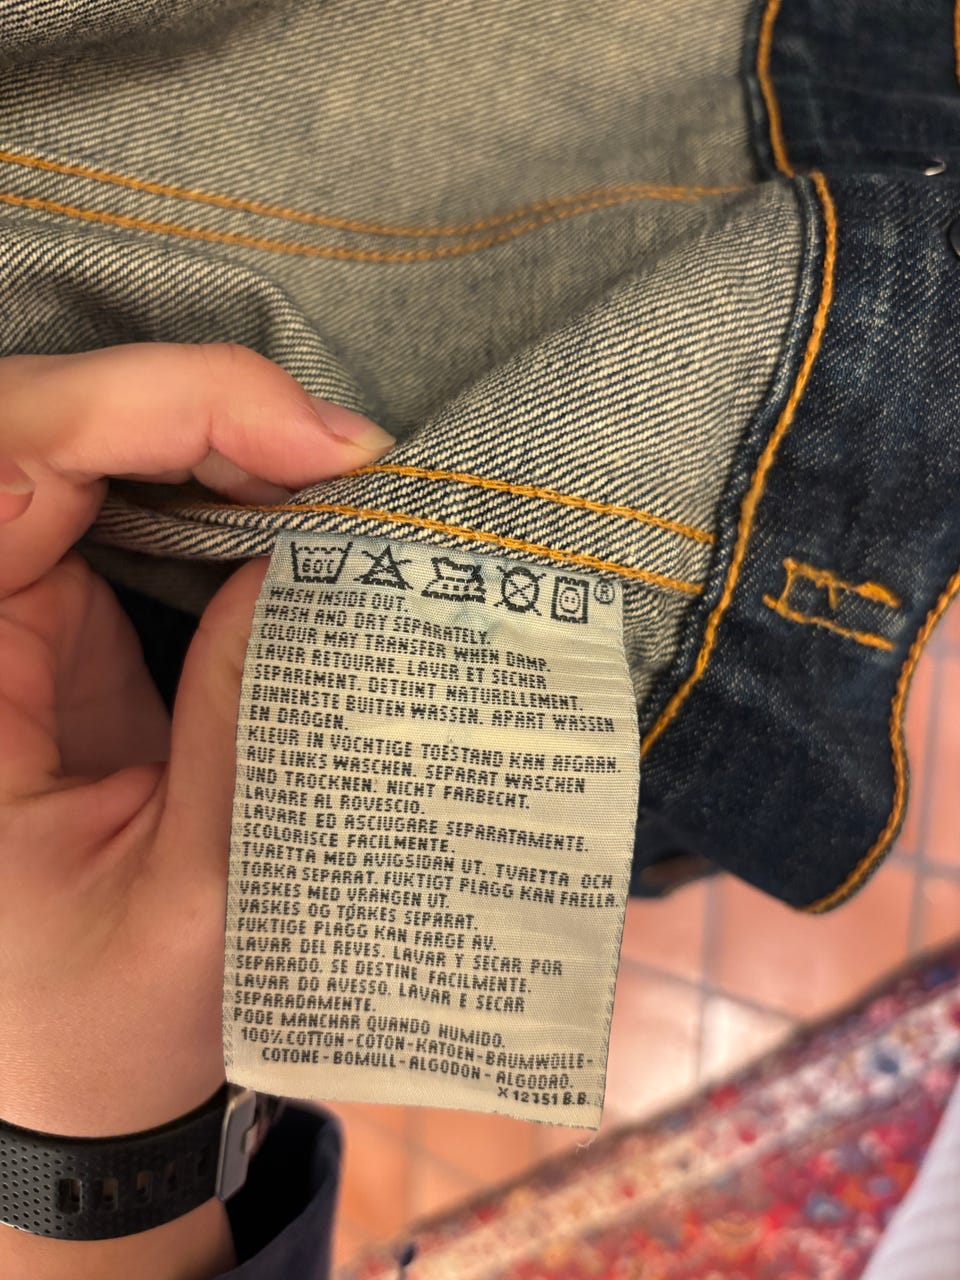 60°C
®
WASH INSIDE OUT.
WASH AND DRY SEPARATELY.
COLOUR MAY TRANSFER WHEN DAMP.
LAVER RETOURNE. LAVER ET SECHER
SEPAREMENT. DETEINT NATURELLEMENT.
BINNENSTE BUITEN WASSEN. APART WASSEN
EN DROGEN.
KLEUR IN VOCHTIGE TOESTAND KAN AFGAAN.
AUF LINKS WASCHEN. SEPARAT WASCHEN
UND TROCKNEN. NICHT FARBECHT.
LAVARE AL ROVESCIO.
LAVARE ED ASCIUGARE SEPARATAMENTE.
SCOLORISCE FACILMENTE.
TVAETTA MED AVIGSIDAN UT. TVAETTA OCH
TORKA SEPARAT. FUKTIGT PLAGG KAN FAELLA.
VASKES MED VRANGEN UT.
VASKES OG TØRKES SEPARAT.
FUKTIGE PLAGG KAN FARGE AV.
LAVAR DEL REVES. LAVAR Y SECAR POR
SEPARADO. SE DESTINE FACILMENTE.
LAVAR DO AVESSO. LAVAR E SECAR
SEPARADAMENTE.
PODE MANCHAR QUANDO HUMIDO.
100% COTTON-COTON-KATOEN-BAUMWOLLE-
COTONE-BOMULL-ALGODON-ALGODAO.
X 12351 B.B.